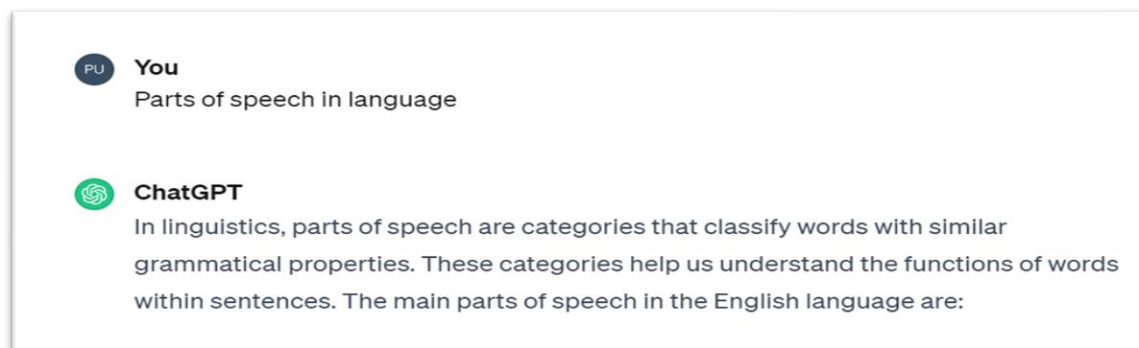 PU
You
Parts of speech in language
ChatGPT
In linguistics, parts of speech are categories that classify words with similar
grammatical properties. These categories help us understand the functions of words
within sentences. The main parts of speech in the English language are: